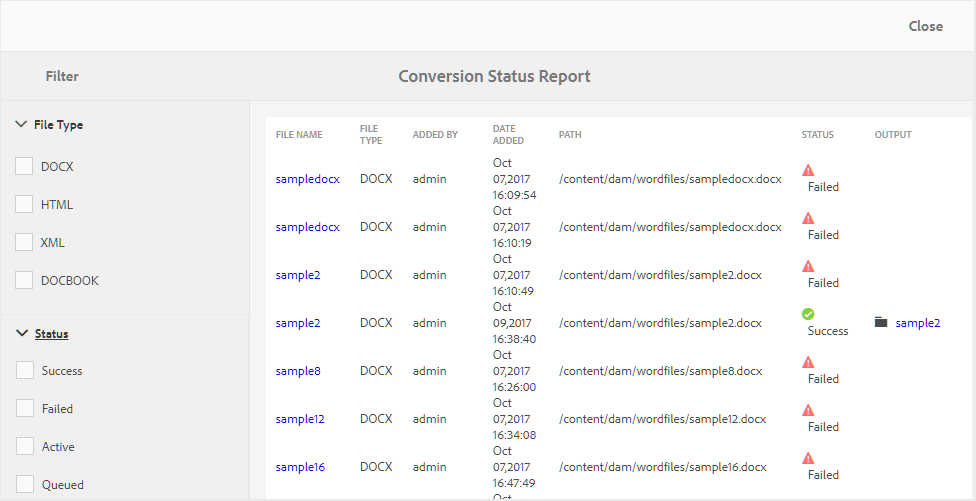 Close
Filter
Conversion Status Report
File Type
DOCX
HTML
XML
DOCBOOK
Status
Success
Failed
Active
Queued
FILE NAME FILE TYPE ADDED BY DATE ADDED PATH STATUS OUTPUT
sampledocx DOCX admin Oct 07,2017 16:09:54 /content/dam/wordfiles/sampledocx.docx Failed
sampledocx DOCX admin Oct 07,2017 16:10:19 /content/dam/wordfiles/sampledocx.docx Failed
sample2 DOCX admin Oct 07,2017 16:10:49 /content/dam/wordfiles/sample2.docx Failed
sample2 DOCX admin Oct 09,2017 16:38:40 /content/dam/wordfiles/sample2.docx Success sample2
sample8 DOCX admin Oct 07,2017 16:26:00 /content/dam/wordfiles/sample8.docx Failed
sample12 DOCX admin Oct 07,2017 16:34:08 /content/dam/wordfiles/sample12.docx Failed
sample16 DOCX admin Oct 07,2017 16:47:49 /content/dam/wordfiles/sample16.docx Failed
Oct